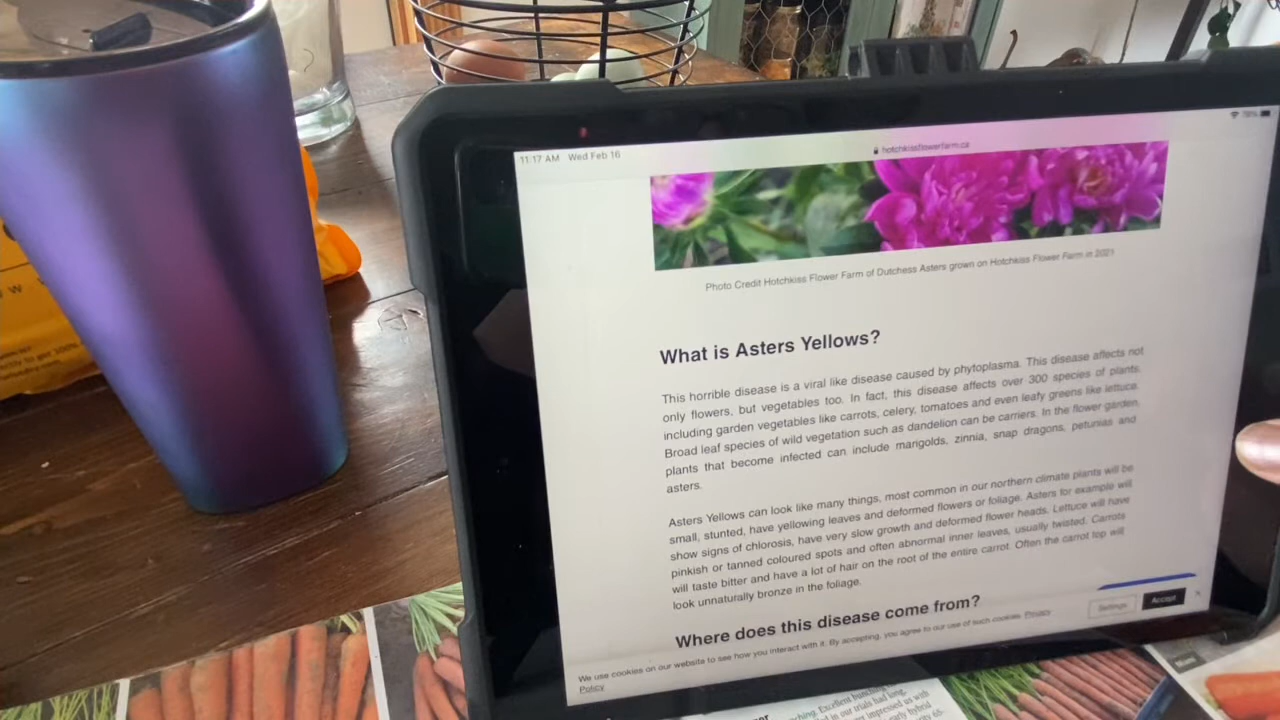 11:17 AM Wed Feb 16
hotchkissflowerfarm.ca
78%
Photo Credit Hotchkiss Flower Farm of Dutchess Asters grown on Hotchkiss Flower Farm in 2021
What is Asters Yellows?
This horrible disease is a viral like disease caused by phytoplasma. This disease affects not
only flowers, but vegetables too. In fact, this disease affects over 300 species of plants.
including garden vegetables like carrots, celery, tomatoes and even leafy greens like lettuce.
Broad leaf species of wild vegetation such as dandelion can be carriers. In the flower garden,
plants that become infected can include marigolds, zinnia, snap dragons, petunias and
asters.
Asters Yellows can look like many things, most common in our northern climate plants will be
small, stunted, have yellowing leaves and deformed flowers or foliage. Asters for example will
show signs of chlorosis, have very slow growth and deformed flower heads. Lettuce will have
pinkish or tanned coloured spots and often abnormal inner leaves, usually twisted. Carrots
will taste bitter and have a lot of hair on the root of the entire carrot. Often the carrot top will
look unnaturally bronze in the foliage.
Where does this disease come from?
We use cookies on our website to see how you interact with it. By accepting, you agree to our use of such cookies. Privacy
Policy
Settings
Accept
Excellent
in our trials had long,
impressed us with
hybrid